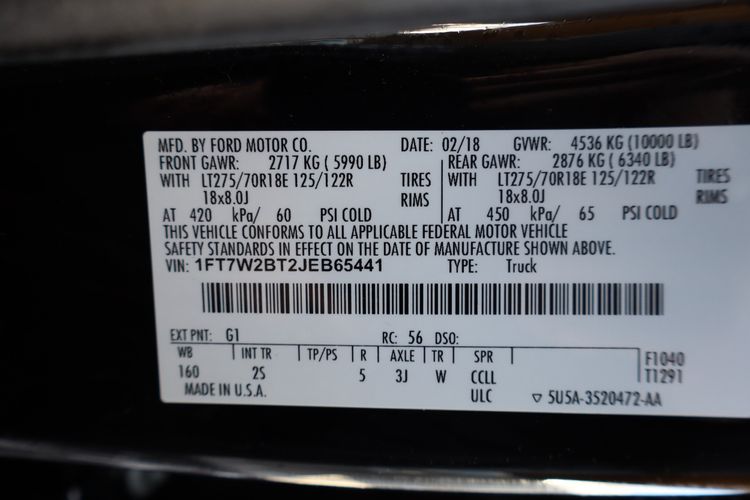 MFD. BY FORD MOTOR CO. DATE: 02/18 GVWR: 4536 KG (10000 LB)
FRONT GAWR: 2717 KG ( 5990 LB) REAR GAWR: 2876 KG ( 6340 LB)
WITH LT275/70R18E 125/122R TIRES WITH LT275/70R18E 125/122R TIRES
18x8.0J RIMS 18x8.0J RIMS
AT 420 kPa/ 60 PSI COLD AT 450 kPa/ 65 PSI COLD
THIS VEHICLE CONFORMS TO ALL APPLICABLE FEDERAL MOTOR VEHICLE
SAFETY STANDARDS IN EFFECT ON THE DATE OF MANUFACTURE SHOWN ABOVE.
VIN: 1FT7W2BT2JEB65441 TYPE: Truck
EXT PNT: G1 RC: 56 DSO:
WB INT TR TP/PS R AXLE TR SPR F1040
160 2S 5 3J W CCLL T1291
MADE IN U.S.A. ULC ▽ 5U5A-3520472-AA